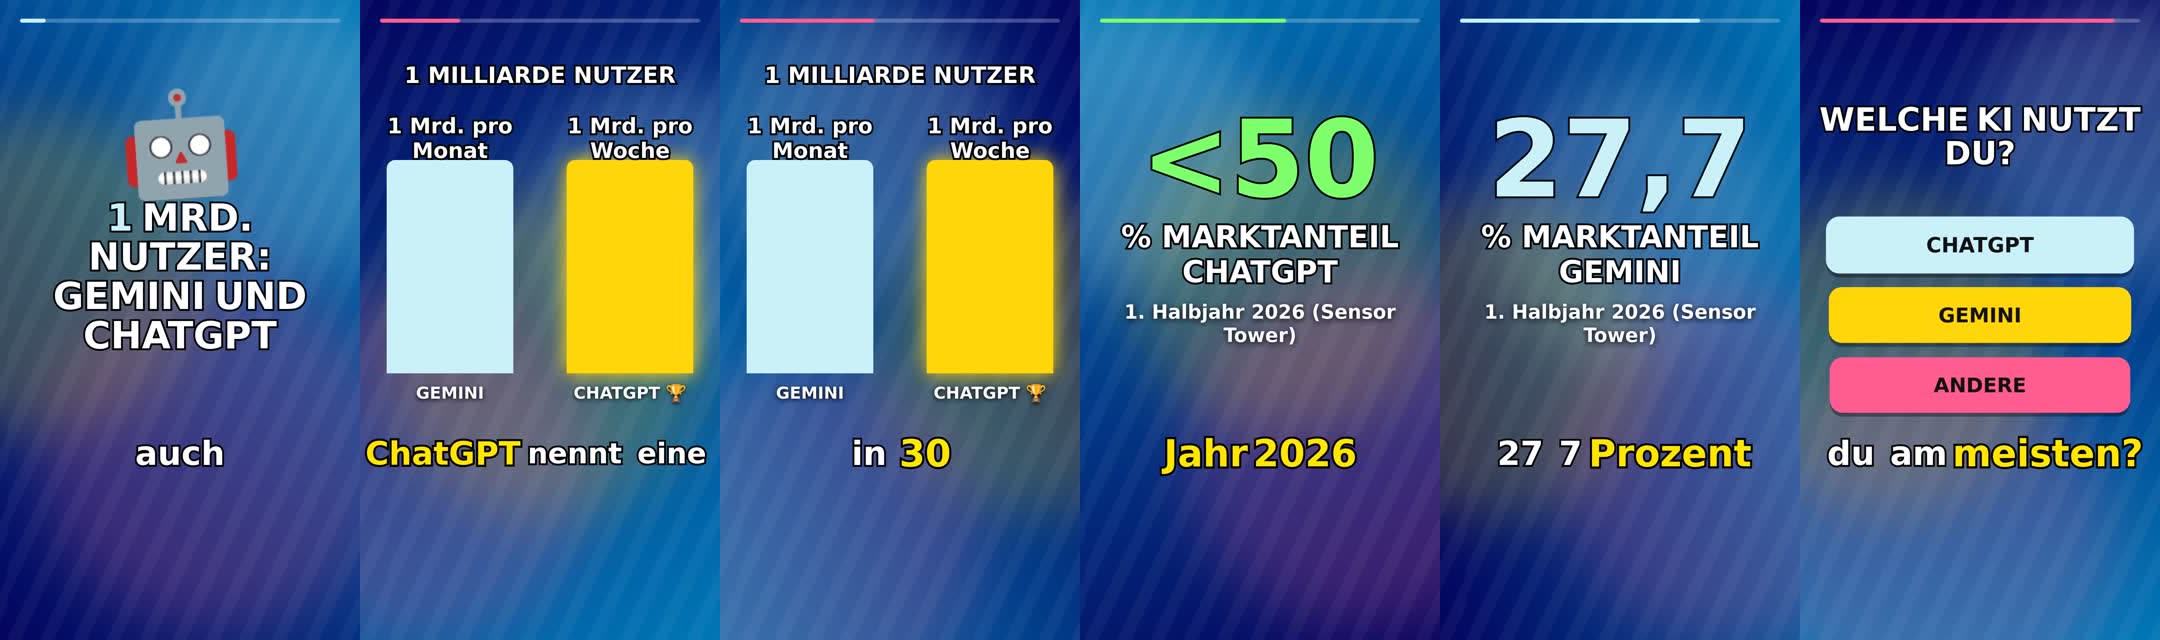 1 MRD.
NUTZER:
GEMINI UND
CHATGPT
auch
1 MILLIARDE NUTZER
1 Mrd. pro
Monat
1 Mrd. pro
Woche
GEMINI
CHATGPT 🏆
ChatGPT nennt eine
1 MILLIARDE NUTZER
1 Mrd. pro
Monat
1 Mrd. pro
Woche
GEMINI
CHATGPT 🏆
in 30
<50
% MARKTANTEIL
CHATGPT
1. Halbjahr 2026 (Sensor
Tower)
Jahr 2026
27,7
% MARKTANTEIL
GEMINI
1. Halbjahr 2026 (Sensor
Tower)
27 7 Prozent
WELCHE KI NUTZT
DU?
CHATGPT
GEMINI
ANDERE
du am meisten?